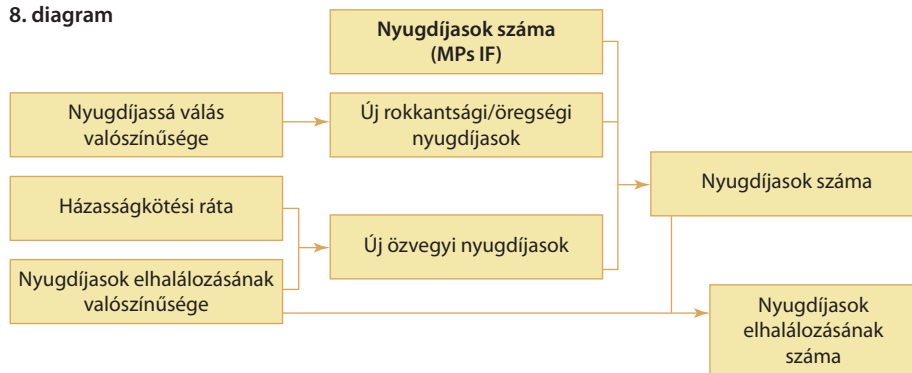 8. diagram
Nyugdíjasok száma
(MPs IF)
Nyugdíjassá válás
valószínűsége
Új rokkantsági/öregségi
nyugdíjasok
Nyugdíjasok száma
Házasságkötési ráta
Új özvegyi nyugdíjasok
Nyugdíjasok elhalálozásának
valószínűsége
Nyugdíjasok
elhalálozásának
száma